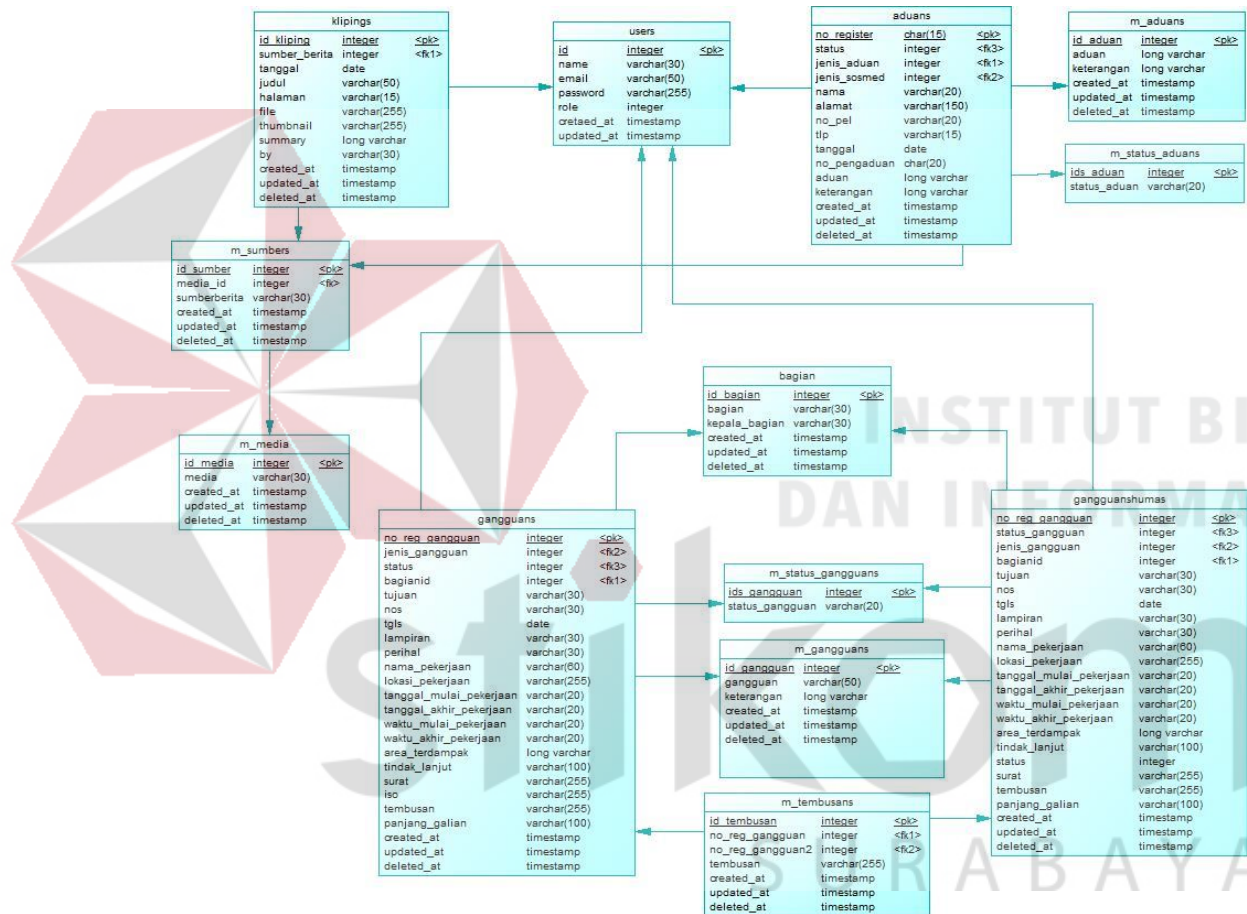 klipings
id_kliping integer <pk>
sumber_berita integer <fk1>
tanggal date
judul varchar(50)
halaman varchar(15)
file varchar(255)
thumbnail varchar(255)
summary long varchar
by varchar(30)
created_at timestamp
updated_at timestamp
deleted_at timestamp
users
id integer <pk>
name varchar(30)
email varchar(50)
password varchar(255)
role integer
cretaed_at timestamp
updated_at timestamp
aduans
no_register char(15) <pk>
status integer <fk3>
jenis_aduan integer <fk1>
jenis_sosmed integer <fk2>
nama varchar(20)
alamat varchar(150)
no_pel varchar(20)
tlp varchar(15)
tanggal date
no_pengaduan char(20)
aduan long varchar
keterangan long varchar
created_at timestamp
updated_at timestamp
deleted_at timestamp
m_aduans
id_aduan integer <pk>
aduan long varchar
keterangan long varchar
created_at timestamp
updated_at timestamp
deleted_at timestamp
m_status_aduans
ids_aduan integer <pk>
status_aduan varchar(20)
m_sumbers
id_sumber integer <pk>
media_id integer <fk>
sumberberita varchar(30)
created_at timestamp
updated_at timestamp
deleted_at timestamp
m_media
id_media integer <pk>
media varchar(30)
created_at timestamp
updated_at timestamp
deleted_at timestamp
bagian
id_bagian integer <pk>
bagian varchar(30)
kepala_bagian varchar(30)
created_at timestamp
updated_at timestamp
deleted_at timestamp
INSTITUT BI
DAN INFORMA
gangguans
no_reg_gangguan integer <pk>
jenis_gangguan integer <fk2>
status integer <fk3>
bagianid integer <fk1>
tujuan varchar(30)
nos varchar(30)
tgls date
lampiran varchar(30)
perihal varchar(30)
nama_pekerjaan varchar(60)
lokasi_pekerjaan varchar(255)
tanggal_mulai_pekerjaan varchar(20)
tanggal_akhir_pekerjaan varchar(20)
waktu_mulai_pekerjaan varchar(20)
waktu_akhir_pekerjaan varchar(20)
area_terdampak long varchar
tindak_lanjut varchar(100)
surat varchar(255)
iso varchar(255)
tembusan varchar(255)
panjang_galian varchar(100)
created_at timestamp
updated_at timestamp
deleted_at timestamp
m_status_gangguans
ids_gangguan integer <pk>
status_gangguan varchar(20)
m_gangguans
id_gangguan integer <pk>
gangguan varchar(50)
keterangan long varchar
created_at timestamp
updated_at timestamp
deleted_at timestamp
m_tembusans
id_tembusan integer <pk>
no_reg_gangguan integer <fk1>
no_reg_gangguan2 integer <fk2>
tembusan varchar(255)
created_at timestamp
updated_at timestamp
deleted_at timestamp
gangguanshumas
no_reg_gangguan integer <pk>
status_gangguan integer <fk3>
jenis_gangguan integer <fk2>
bagianid integer <fk1>
tujuan varchar(30)
nos varchar(30)
tgls date
lampiran varchar(30)
perihal varchar(30)
nama_pekerjaan varchar(60)
lokasi_pekerjaan varchar(255)
tanggal_mulai_pekerjaan varchar(20)
tanggal_akhir_pekerjaan varchar(20)
waktu_mulai_pekerjaan varchar(20)
waktu_akhir_pekerjaan varchar(20)
area_terdampak long varchar
tindak_lanjut varchar(100)
status integer
surat varchar(255)
tembusan varchar(255)
panjang_galian varchar(100)
created_at timestamp
updated_at timestamp
deleted_at timestamp
stikom
SURABAYA